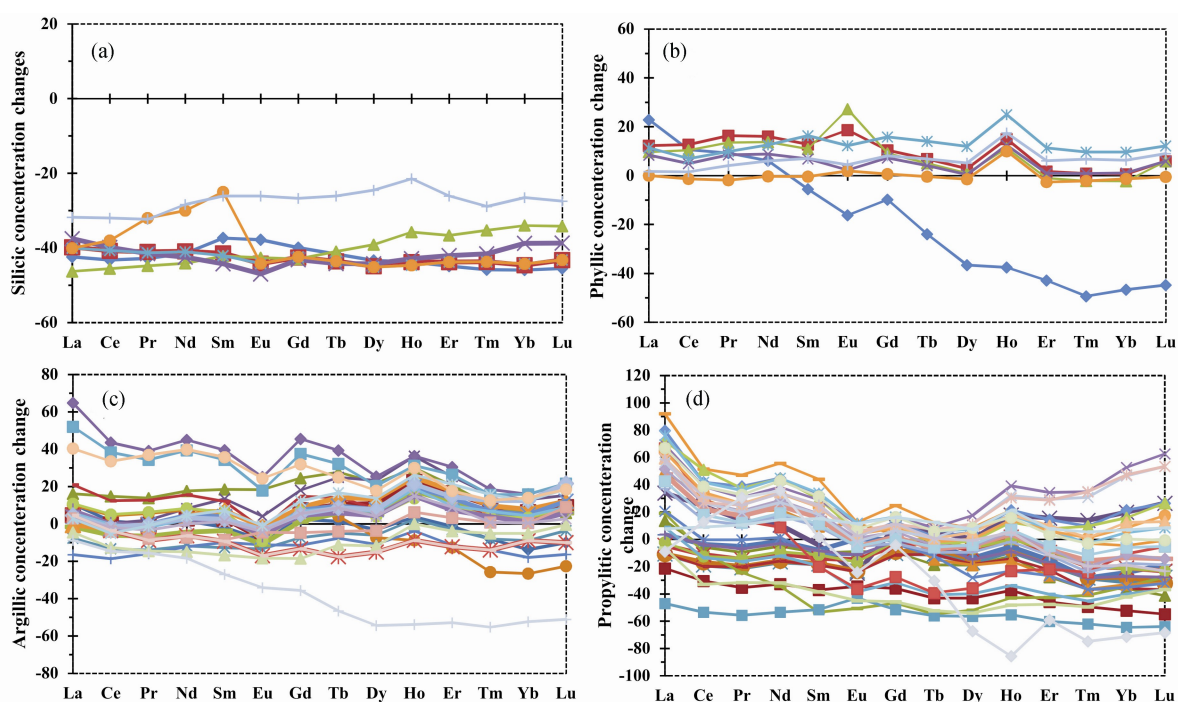 (a)
Silicic concenteration changes
20
0
-20
-40
-60
La Ce Pr Nd Sm Eu Gd Tb Dy Ho Er Tm Yb Lu
(b)
Phyllic concenteration change
60
40
20
0
-20
-40
-60
La Ce Pr Nd Sm Eu Gd Tb Dy Ho Er Tm Yb Lu
(c)
Argillic concenteration change
80
60
40
20
0
-20
-40
-60
-80
La Ce Pr Nd Sm Eu Gd Tb Dy Ho Er Tm Yb Lu
(d)
Propylitic concenteration
change
120
100
80
60
40
20
0
-20
-40
-60
-80
-100
La Ce Pr Nd Sm Eu Gd Tb Dy Ho Er Tm Yb Lu